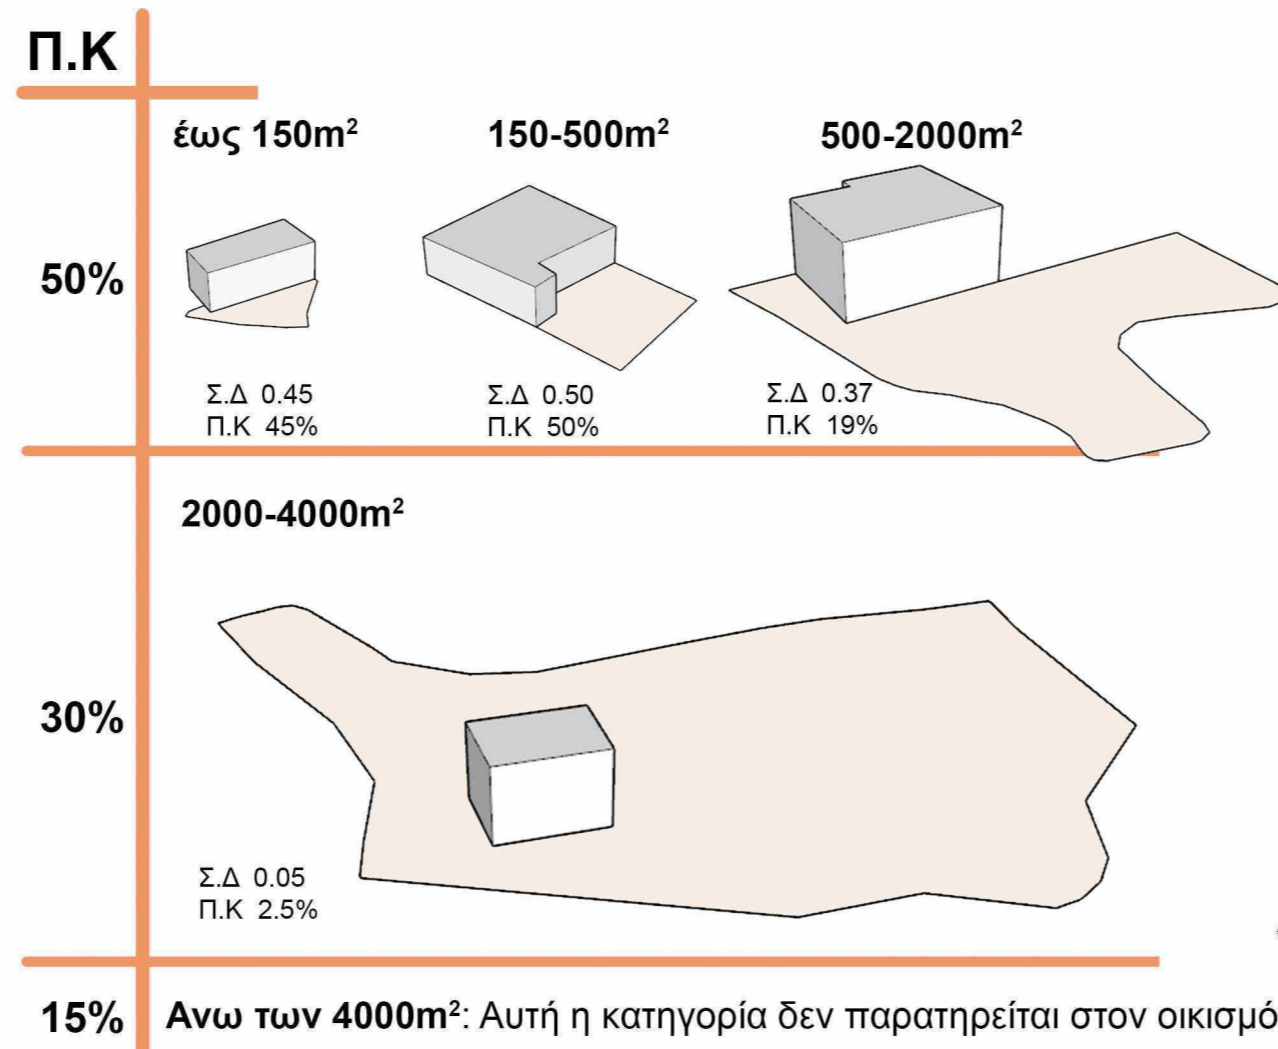 Π.Κ
έως 150m²
150-500m²
500-2000m²
50%
Σ.Δ 0.45
Π.Κ 45%
Σ.Δ 0.50
Π.Κ 50%
Σ.Δ 0.37
Π.Κ 19%
2000-4000m²
30%
Σ.Δ 0.05
Π.Κ 2.5%
15%
Ανω των 4000m²: Αυτή η κατηγορία δεν παρατηρείται στον οικισμό